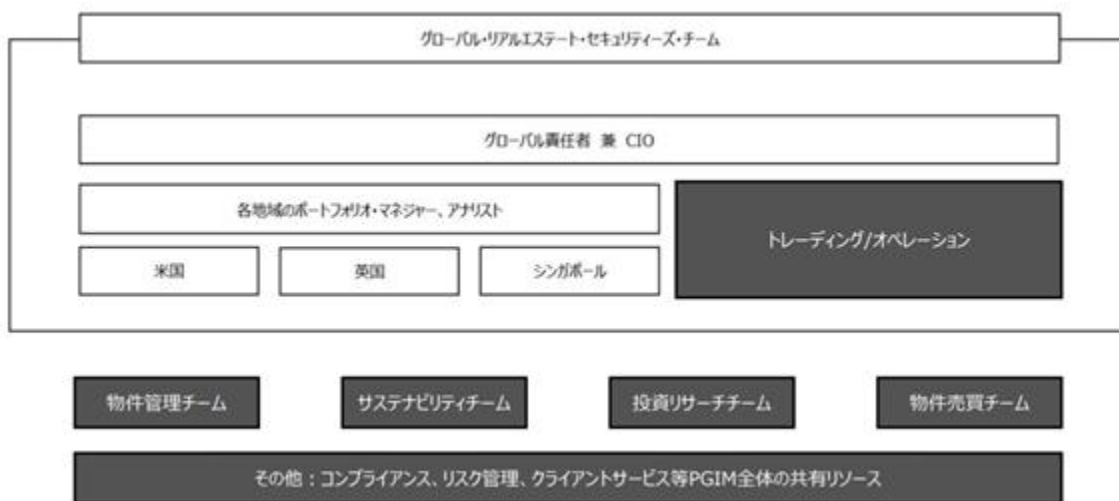 グローバル・リアルエステート・セキュリティーズ・チーム
グローバル責任者 兼 CIO
各地域のポートフォリオ・マネジャー、アナリスト
トレーディング/オペレーション
米国
英国
シンガポール
物件管理チーム
サステナビリティチーム
投資リサーチチーム
物件売買チーム
その他：コンプライアンス、リスク管理、クライアントサービス等PGIM全体の共有リソース